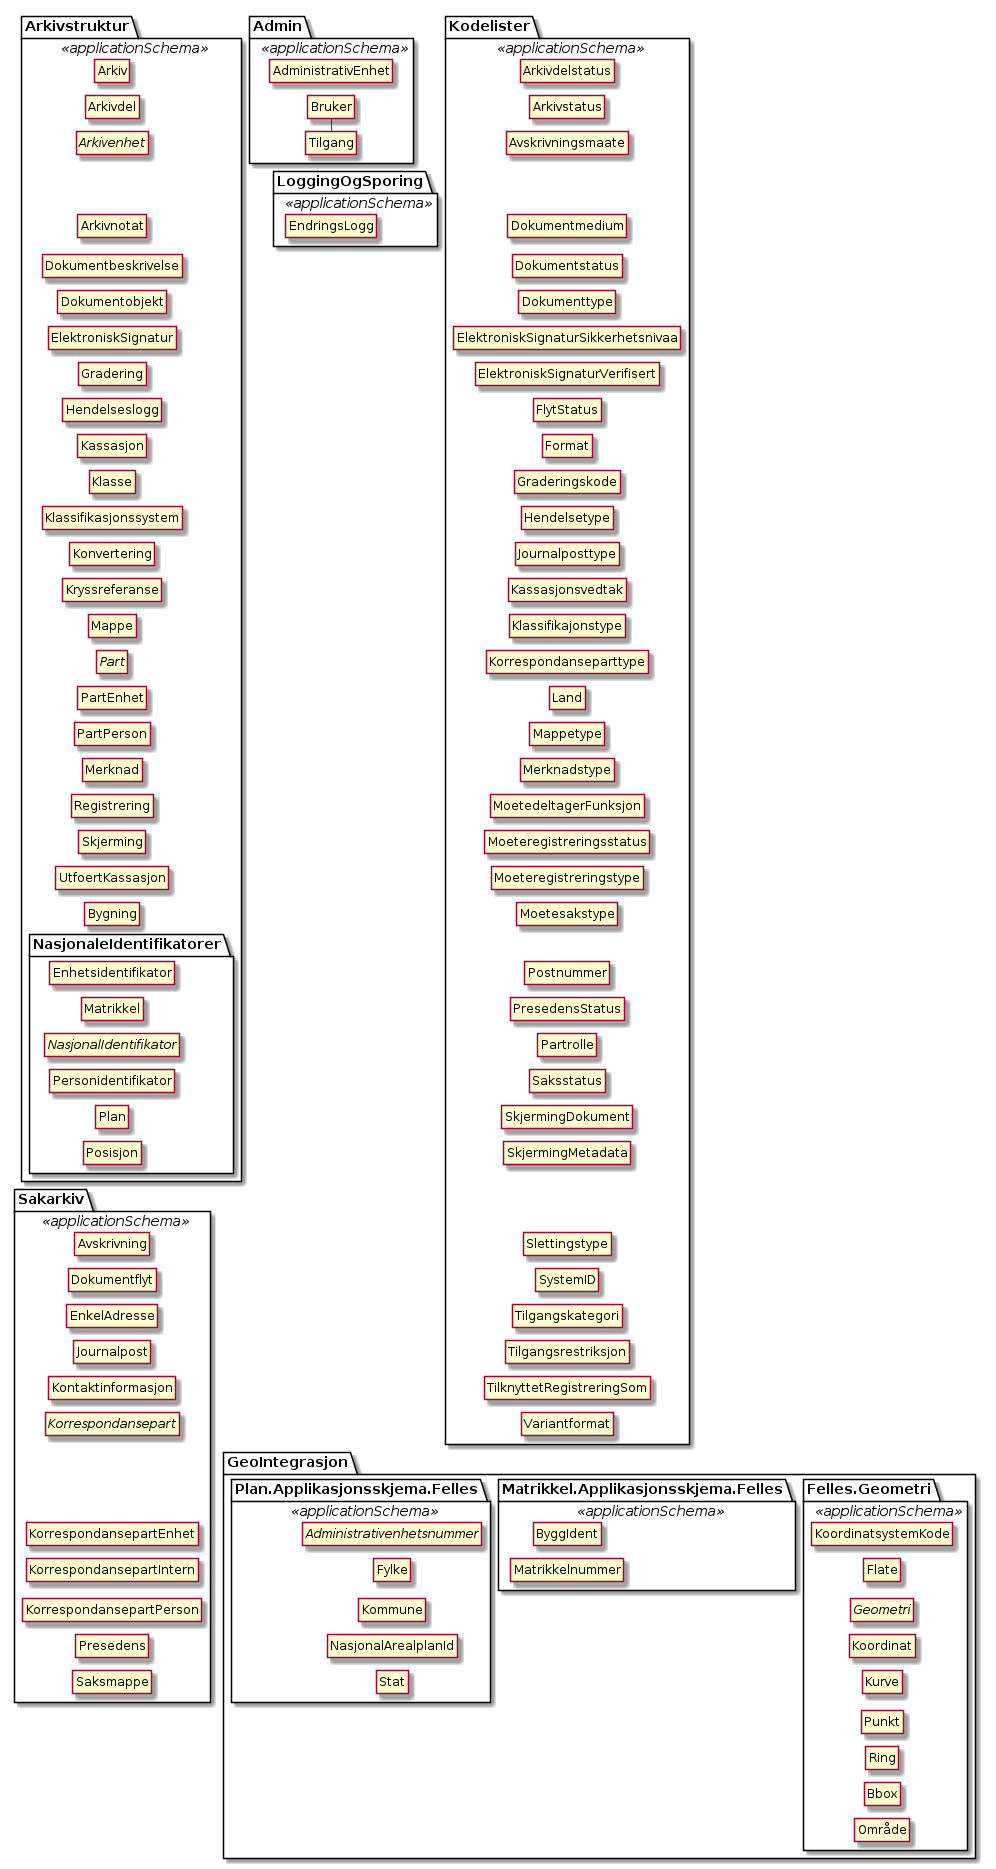 Arkivstruktur
«applicationSchema»
Arkiv
Arkivdel
Arkivenhet
Arkivnotat
Dokumentbeskrivelse
Dokumentobjekt
ElektroniskSignatur
Gradering
Hendelseslogg
Kassasjon
Klasse
Klassifikasjonssystem
Konvertering
Kryssreferanse
Mappe
Part
PartEnhet
PartPerson
Merknad
Registrering
Skjerming
UtfoertKassasjon
Bygning
NasjonaleIdentifikatorer
Enhetsidentifikator
Matrikkel
NasjonalIdentifikator
Personidentifikator
Plan
Posisjon
Admin
«applicationSchema»
AdministrativEnhet
Bruker
Tilgang
LoggingOgSporing
«applicationSchema»
EndringsLogg
Kodelister
«applicationSchema»
Arkivdelstatus
Arkivstatus
Avskrivningsmaate
Dokumentmedium
Dokumentstatus
Dokumenttype
ElektroniskSignaturSikkerhetsnivaa
ElektroniskSignaturVerifisert
FlytStatus
Format
Graderingskode
Hendelsetype
Journalposttype
Kassasjonsvedtak
Klassifikajonstype
Korrespondanseparttype
Land
Mappetype
Merknadstype
MoetedeltagerFunksjon
Moeteregistreringsstatus
Moeteregistreringstype
Moetesakstype
Postnummer
PresedensStatus
Partrolle
Saksstatus
SkjermingDokument
SkjermingMetadata
Slettingstype
SystemID
Tilgangskategori
Tilgangsrestriksjon
TilknyttetRegistreringSom
Variantformat
Sakarkiv
«applicationSchema»
Avskrivning
Dokumentflyt
EnkelAdresse
Journalpost
Kontaktinformasjon
Korrespondansepart
KorrespondansepartEnhet
KorrespondansepartIntern
KorrespondansepartPerson
Presedens
Saksmappe
GeoIntegrasjon
Plan.Applikasjonsskjema.Felles
«applicationSchema»
Administrativenhetsnummer
Fylke
Kommune
NasjonalArealplanId
Stat
Matrikkel.Applikasjonsskjema.Felles
«applicationSchema»
ByggIdent
Matrikkelnummer
Felles.Geometri
«applicationSchema»
KoordinatsystemKode
Flate
Geometri
Koordinat
Kurve
Punkt
Ring
Bbox
Område